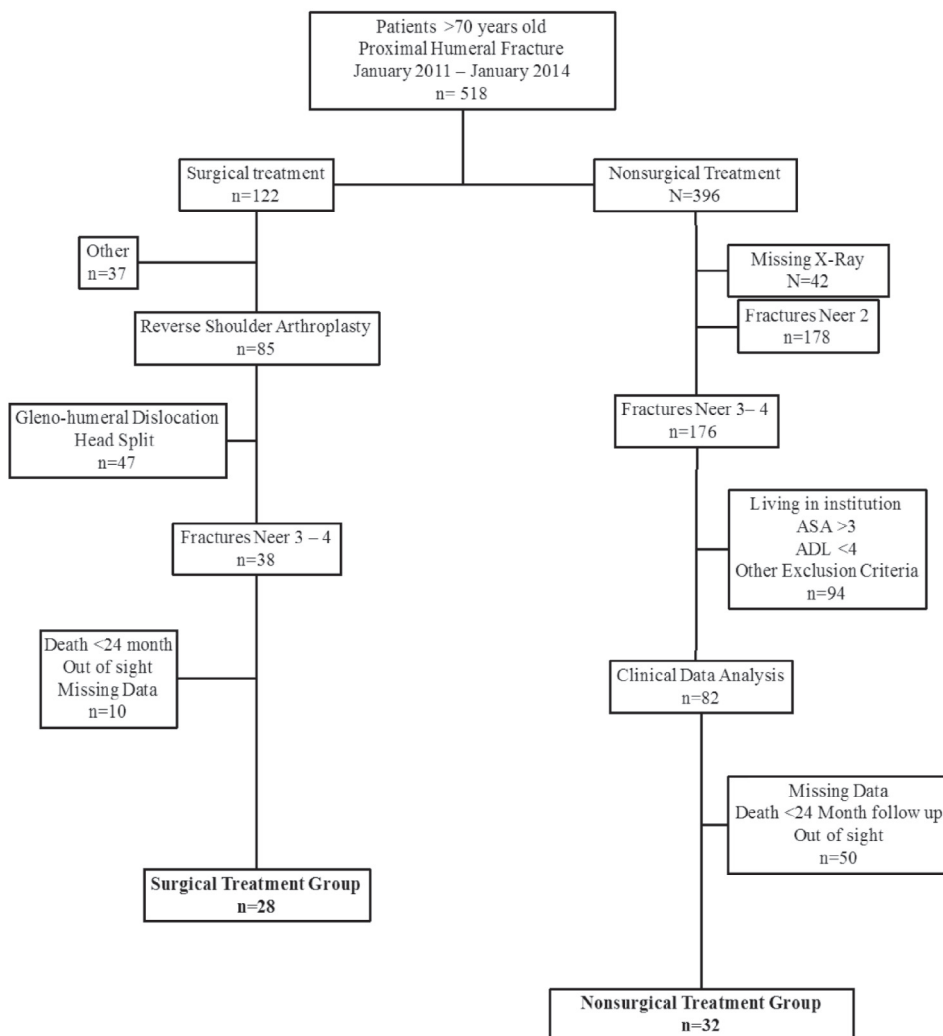 Patients >70 years old
Proximal Humeral Fracture
January 2011 – January 2014
n= 518
Surgical treatment
n=122
Nonsurgical Treatment
N=396
Other
n=37
Missing X-Ray
N=42
Fractures Neer 2
n=178
Reverse Shoulder Arthroplasty
n=85
Fractures Neer 3– 4
n=176
Gleno-humeral Dislocation
Head Split
n=47
Living in institution
ASA >3
ADL <4
Other Exclusion Criteria
n=94
Fractures Neer 3 – 4
n=38
Death <24 month
Out of sight
Missing Data
n=10
Clinical Data Analysis
n=82
Missing Data
Death <24 Month follow up
Out of sight
n=50
Surgical Treatment Group
n=28
Nonsurgical Treatment Group
n=32